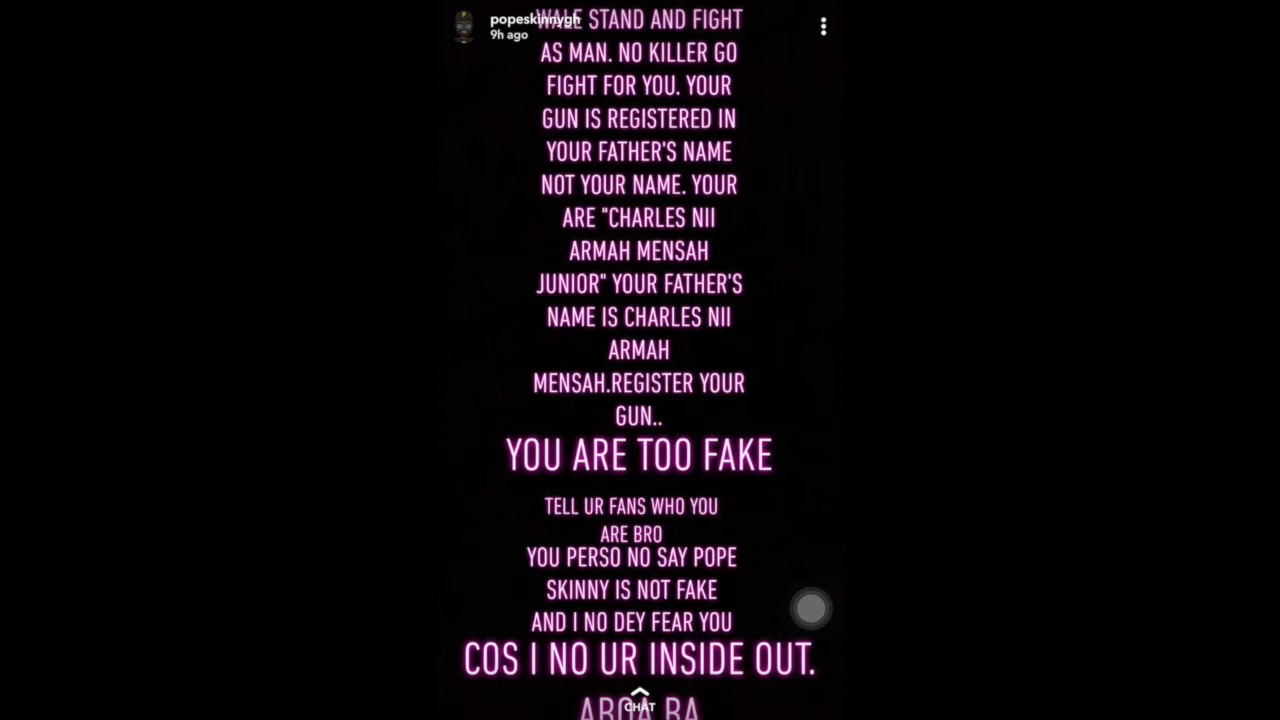 popeskinnygh
9h ago
WALE STAND AND FIGHT
AS MAN. NO KILLER GO
FIGHT FOR YOU. YOUR
GUN IS REGISTERED IN
YOUR FATHER'S NAME
NOT YOUR NAME. YOUR
ARE "CHARLES NII
ARMAH MENSAH
JUNIOR" YOUR FATHER'S
NAME IS CHARLES NII
ARMAH
MENSAH.REGISTER YOUR
GUN..
YOU ARE TOO FAKE
TELL UR FANS WHO YOU
ARE BRO
YOU PERSO NO SAY POPE
SKINNY IS NOT FAKE
AND I NO DEY FEAR YOU
COS I NO UR INSIDE OUT.
ABOA BA
CHAT